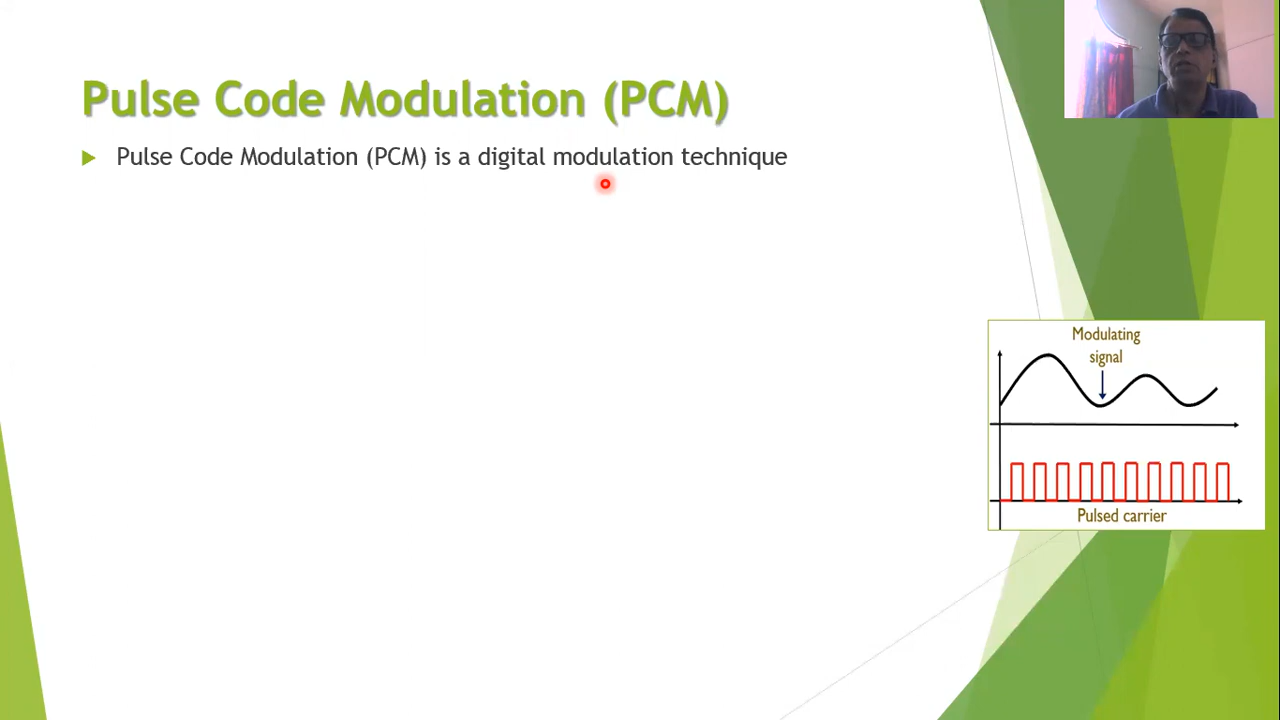 Pulse Code Modulation (PCM)
Pulse Code Modulation (PCM) is a digital modulation technique
Modulating
signal
Pulsed carrier